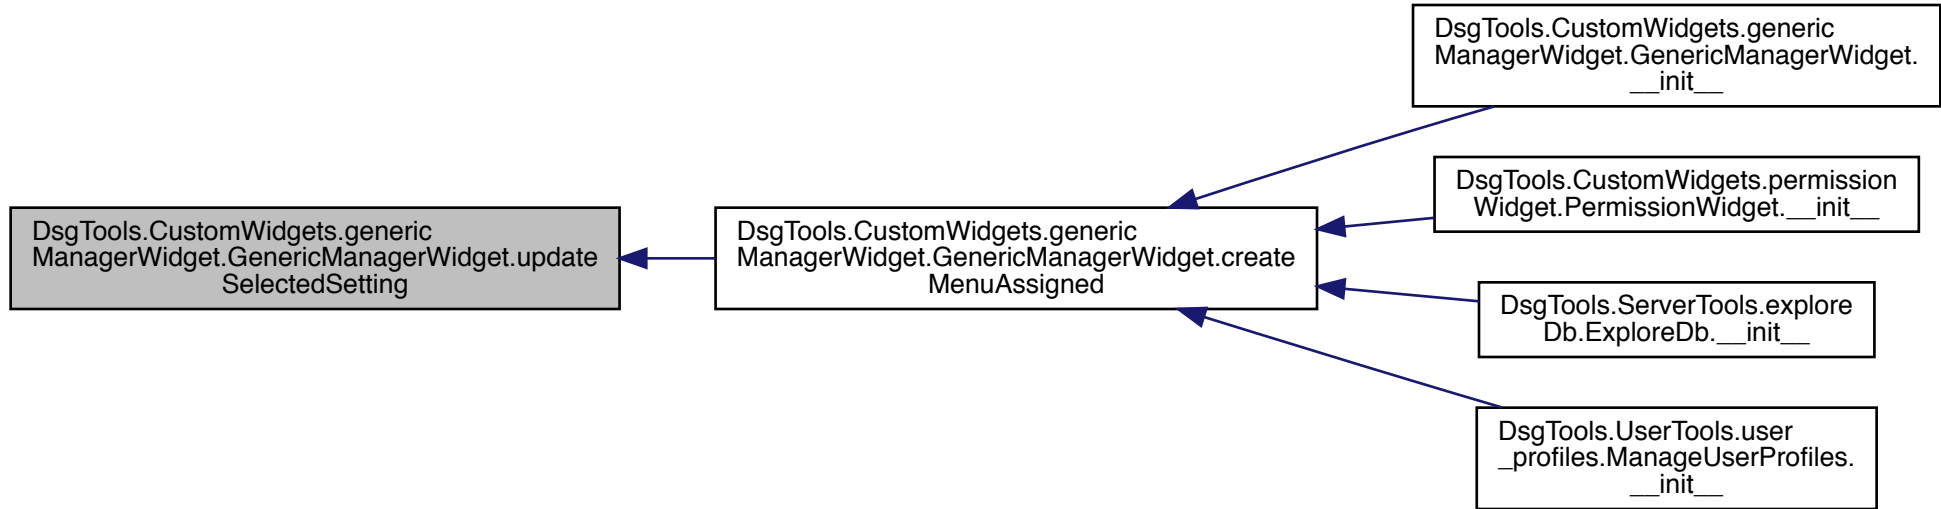 DsgTools.CustomWidgets.generic
ManagerWidget.GenericManagerWidget.update
SelectedSetting
DsgTools.CustomWidgets.generic
ManagerWidget.GenericManagerWidget.create
MenuAssigned
DsgTools.CustomWidgets.generic
ManagerWidget.GenericManagerWidget.
__init__
DsgTools.CustomWidgets.permission
Widget.PermissionWidget.__init__
DsgTools.ServerTools.explore
Db.ExploreDb.__init__
DsgTools.UserTools.user
_profiles.ManageUserProfiles.
__init__